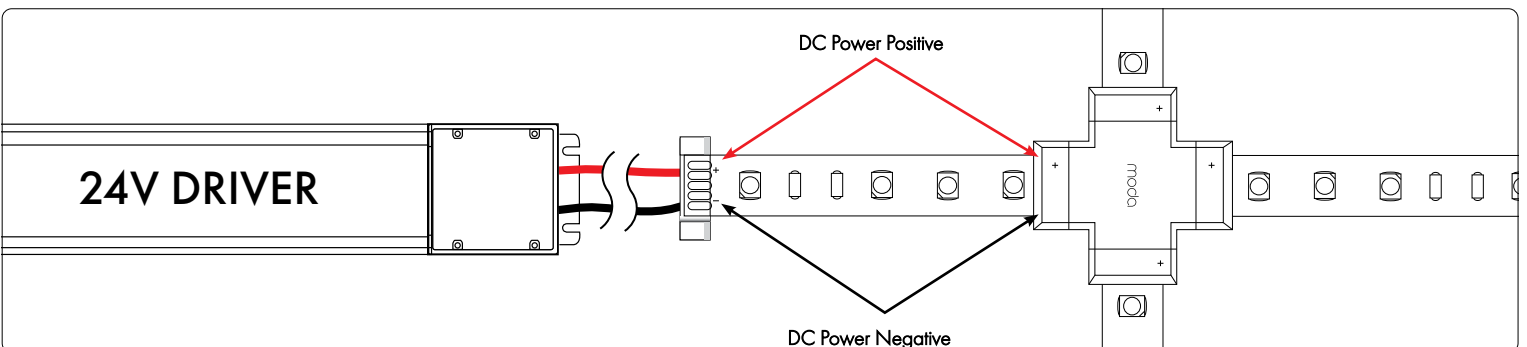 DC Power Positive
24V DRIVER
+
-
+
+
+
+
moda
DC Power Negative